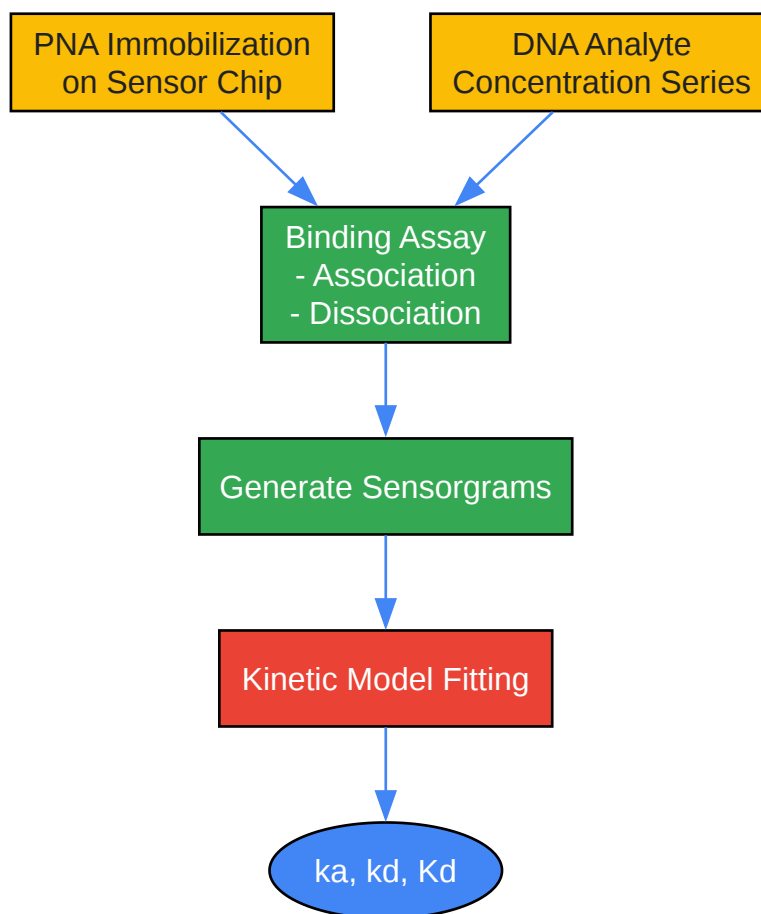 PNA Immobilization
on Sensor Chip
DNA Analyte
Concentration Series
Binding Assay
- Association
- Dissociation
Generate Sensorgrams
Kinetic Model Fitting
ka, kd, Kd